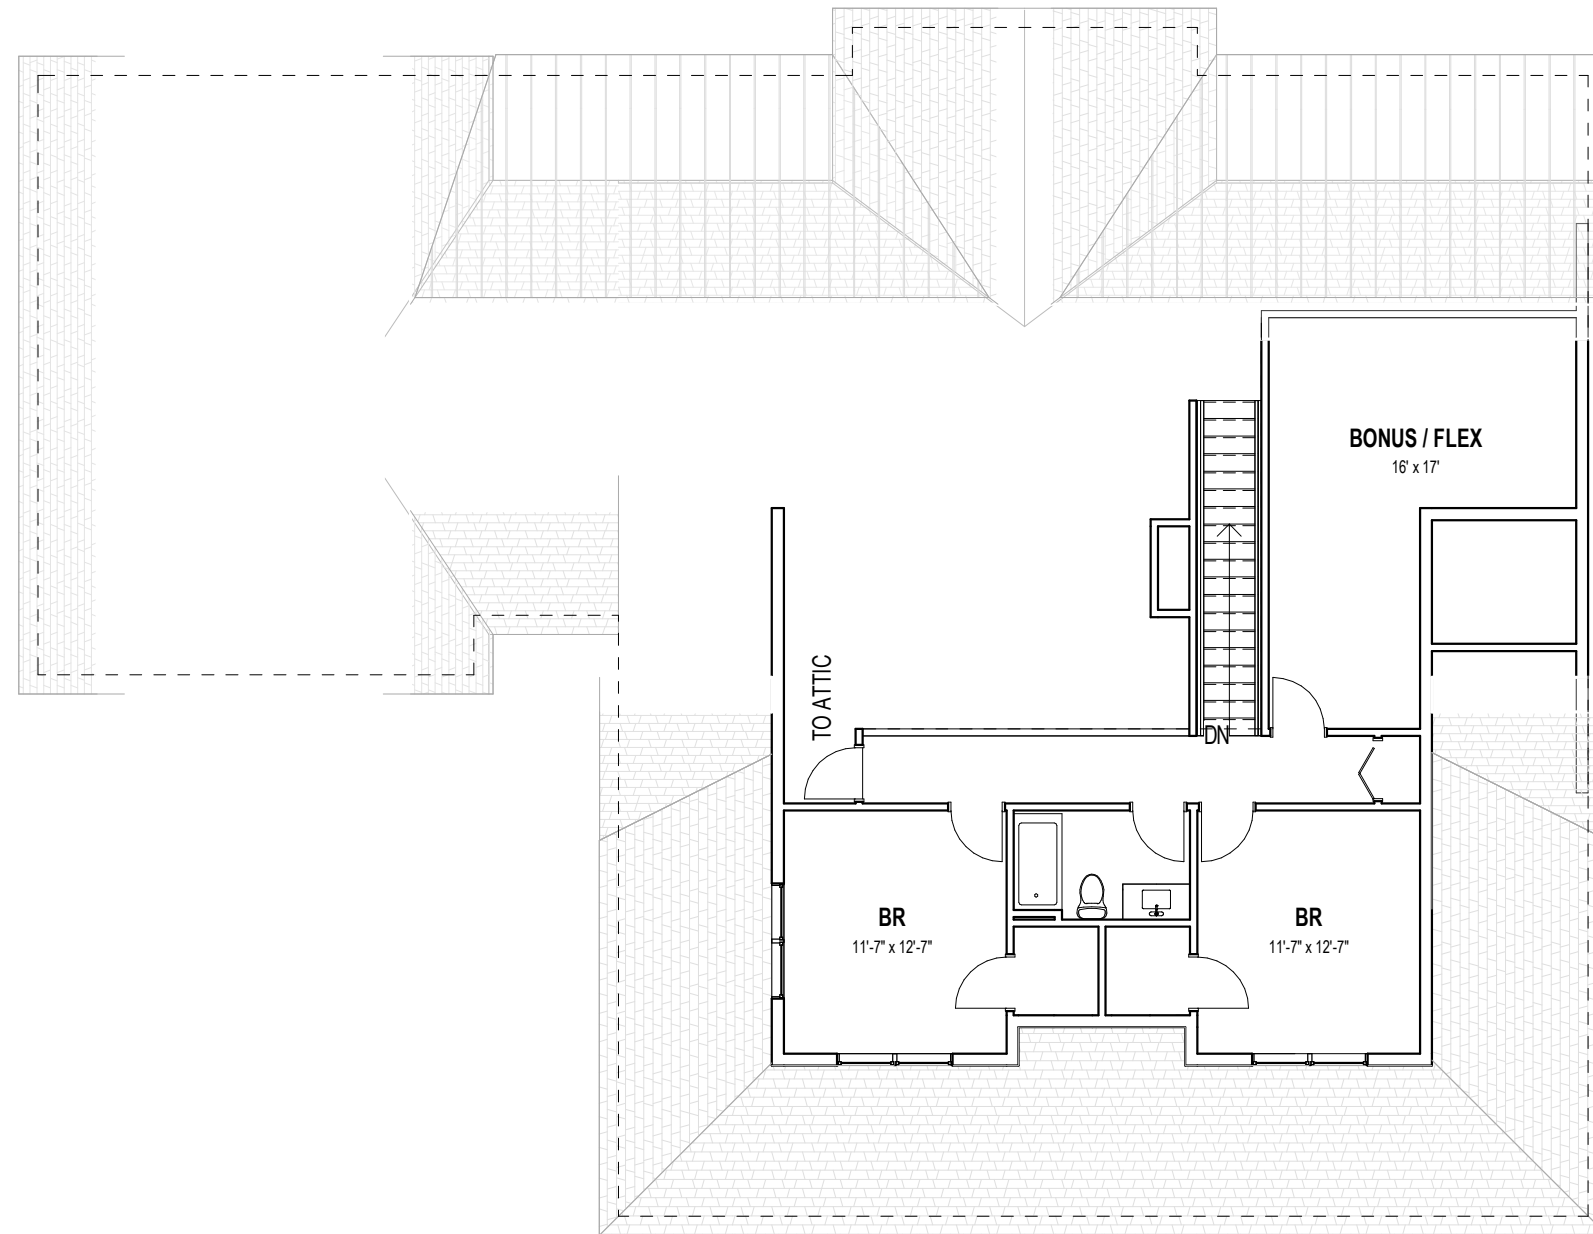 BONUS / FLEX
16' x 17'
TO ATTIC
DN
BR
11'-7" x 12'-7"
BR
11'-7" x 12'-7"